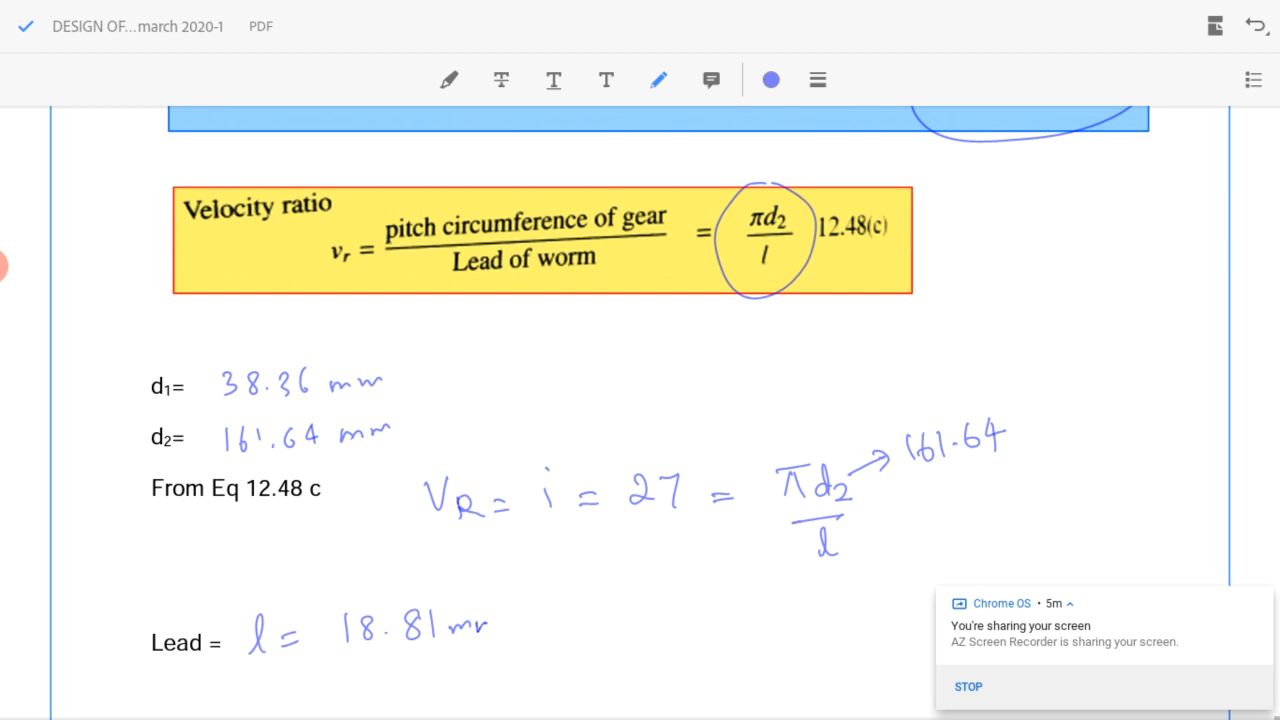 DESIGN OF...march 2020-1 PDF
Velocity ratio
vᵣ = pitch circumference of gear / Lead of worm = πd₂ / l 12.48(c)
d₁= 38.36 mm
d₂= 161.64 mm
From Eq 12.48 c VR = i = 27 = πd₂ / l → 161.64
Lead = l = 18.81 mm
Chrome OS • 5m
You're sharing your screen
AZ Screen Recorder is sharing your screen.
STOP